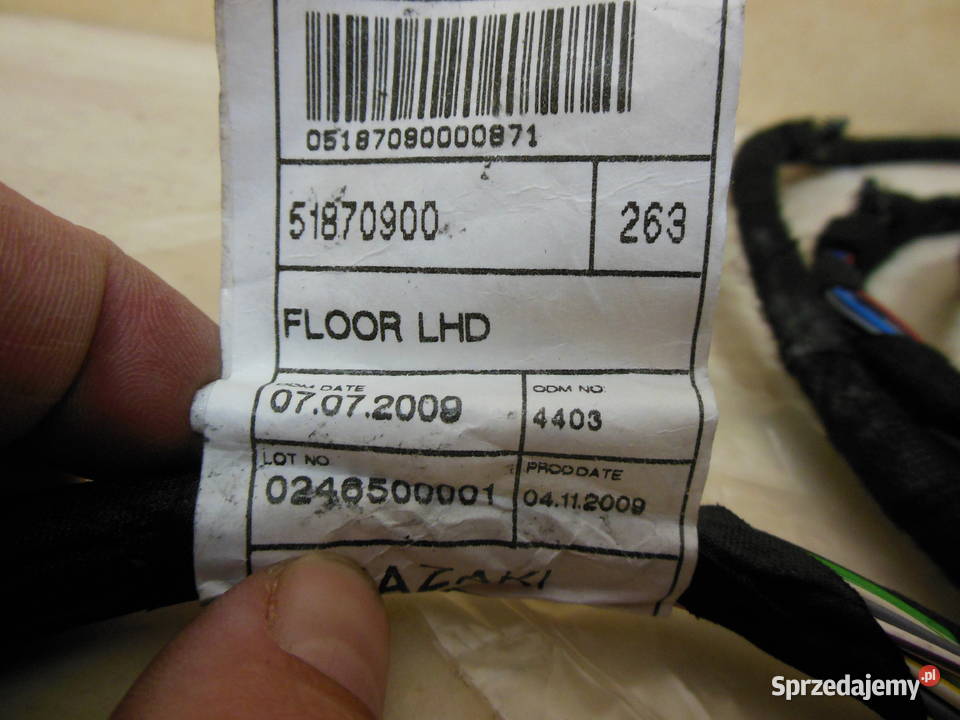 05187090000871
51870900 263
FLOOR LHD
ODM DATE ODM NO
07.07.2009 4403
LOT NO PROD DATE
0246500001 04.11.2009
AZAKI
Sprzedajemy.pl